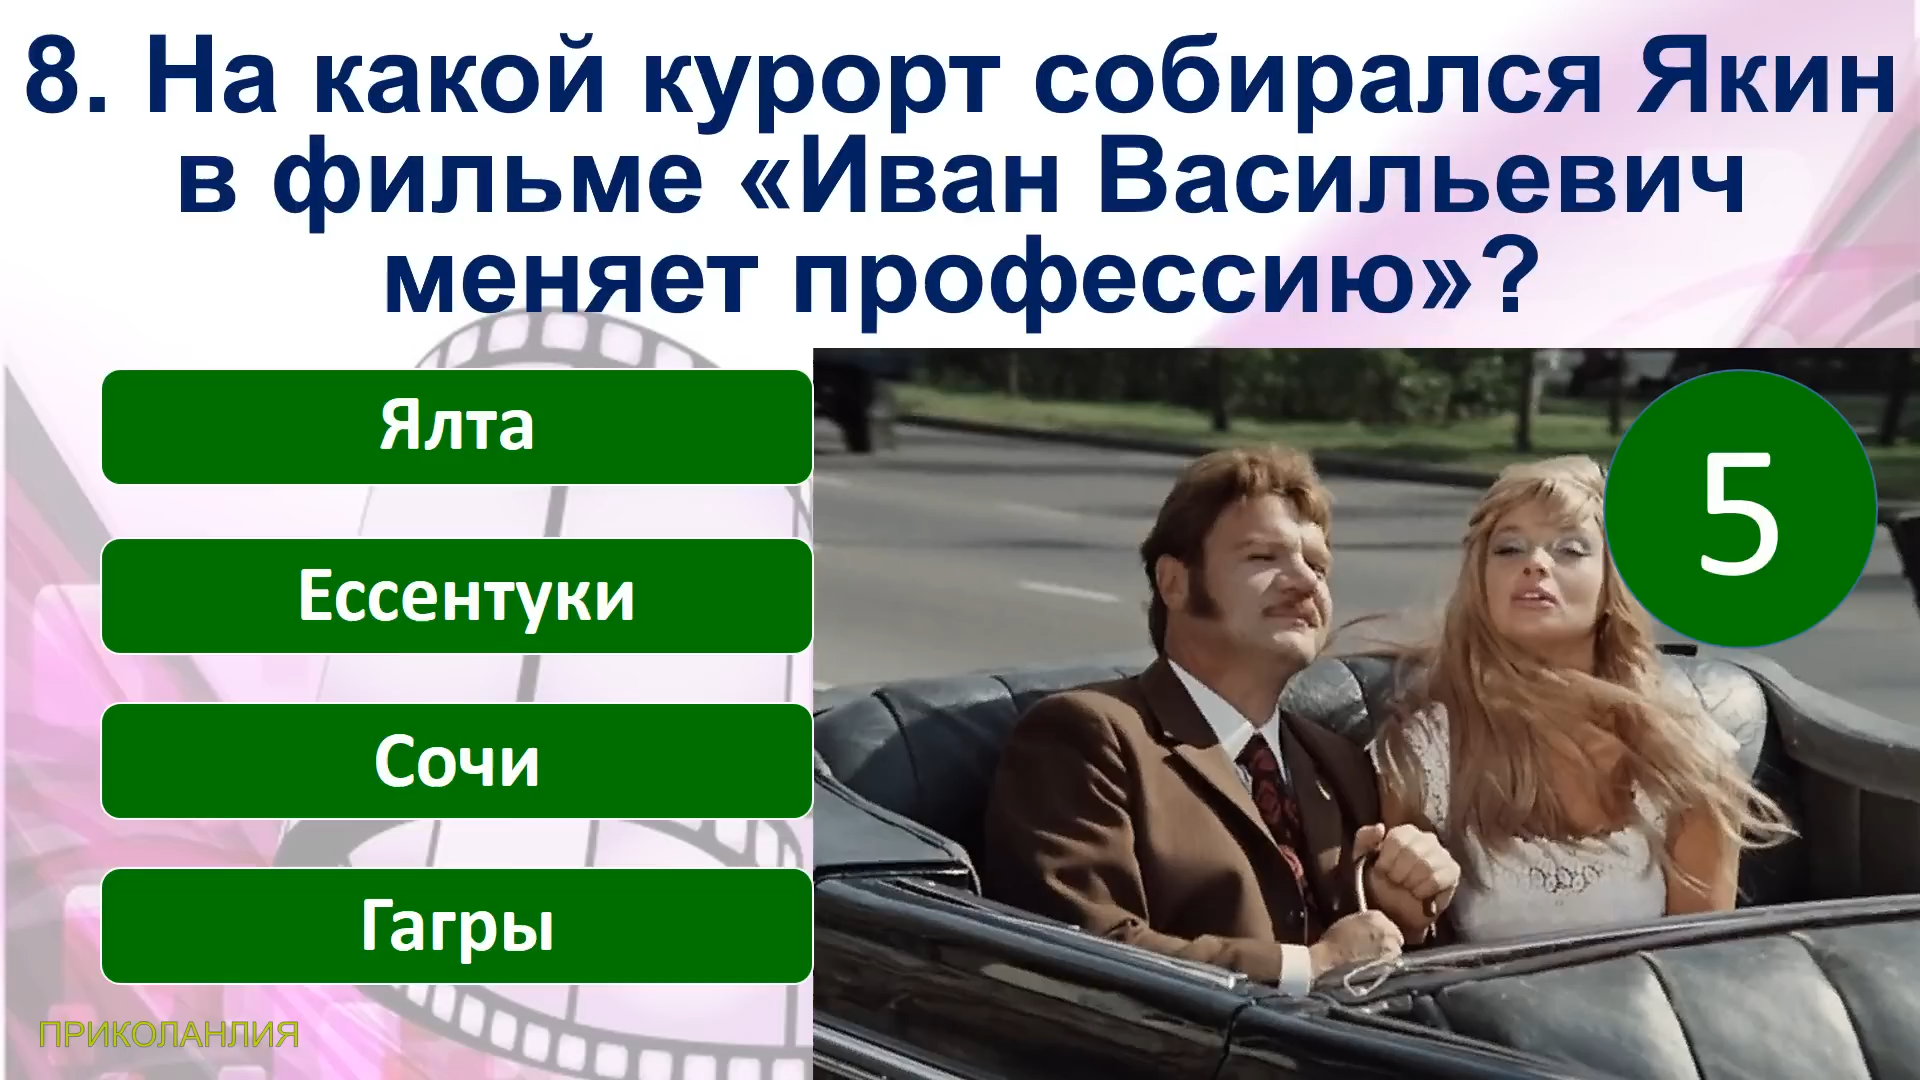 8. На какой курорт собирался Якин
в фильме «Иван Васильевич
меняет профессию»?
Ялта
5
Ессентуки
Сочи
Гагры
ПРИКОЛАНЛИЯ